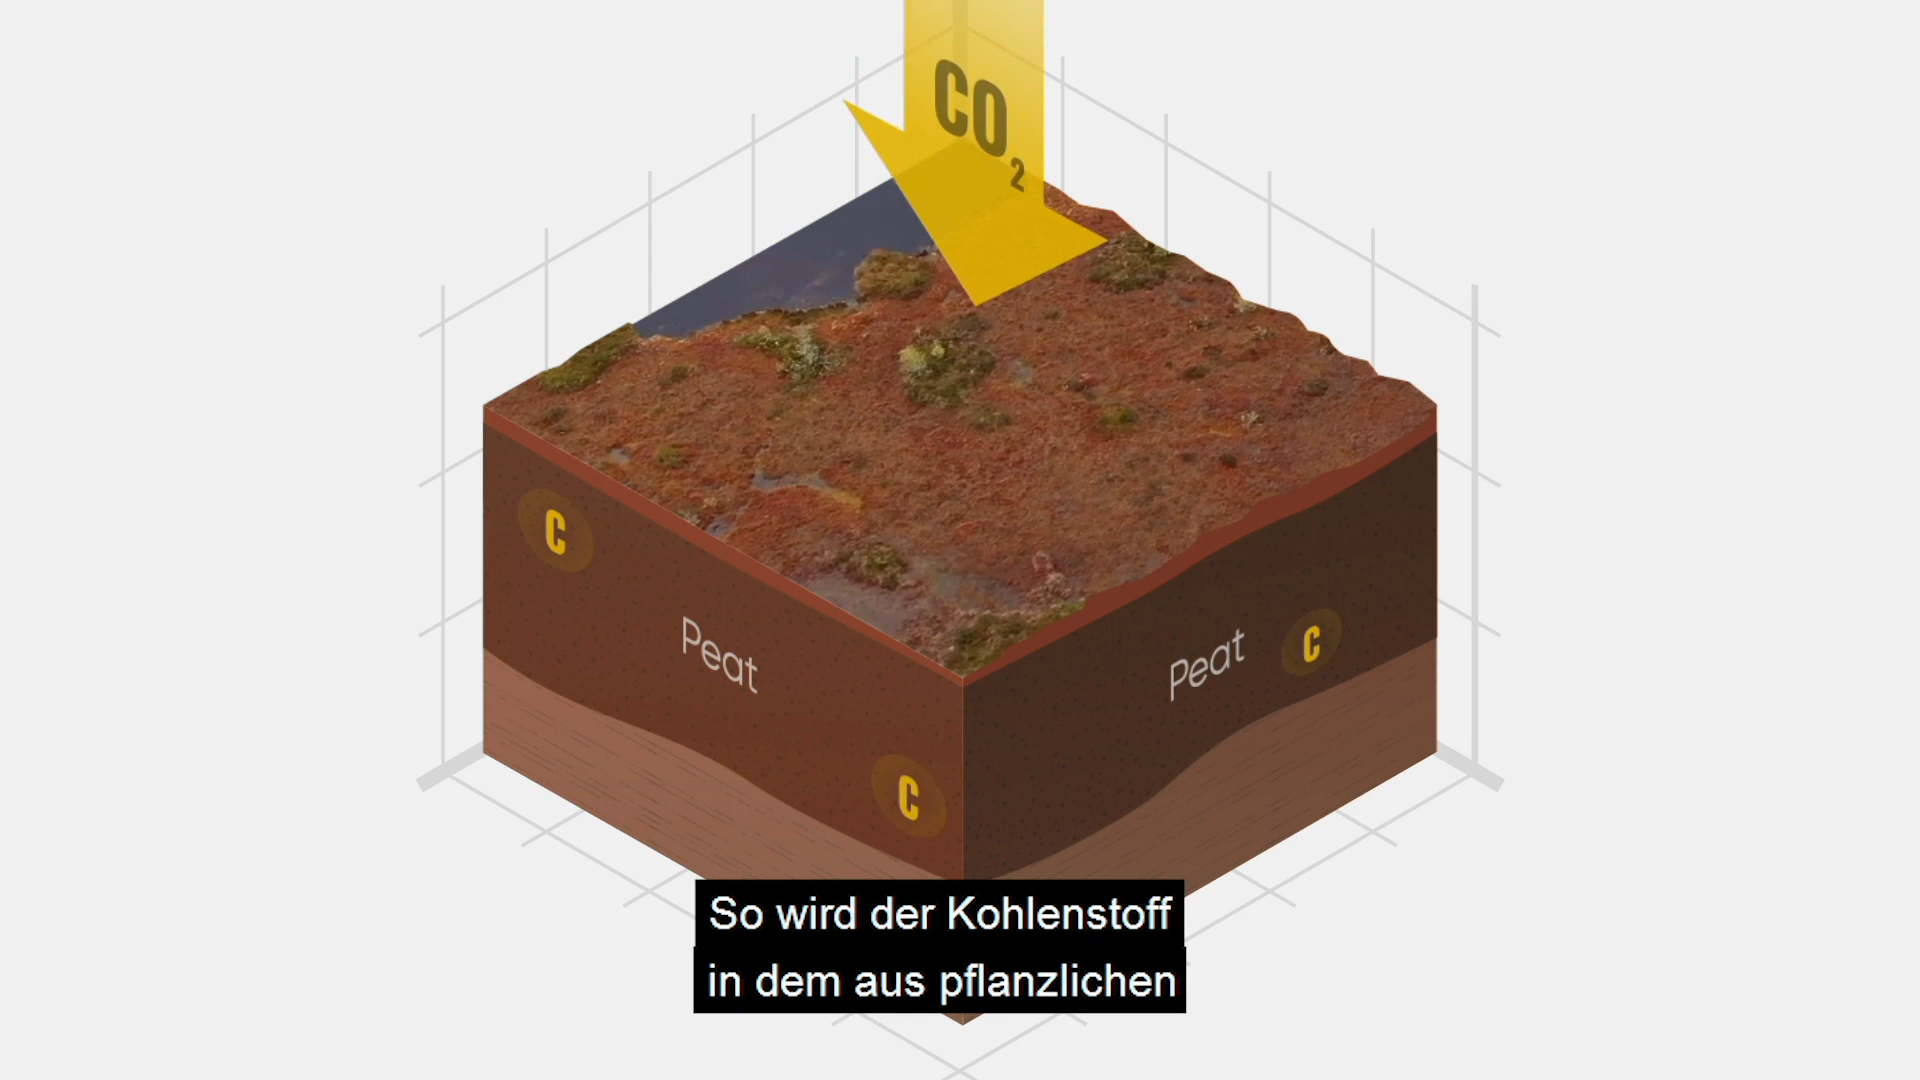 CO₂
C
Peat
Peat
C
C
So wird der Kohlenstoff
in dem aus pflanzlichen